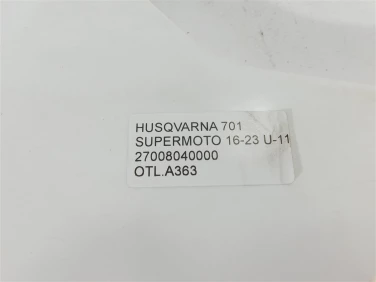 HUSQVARNA 701
SUPERMOTO 16-23 U-11
27008040000
OTL.A363